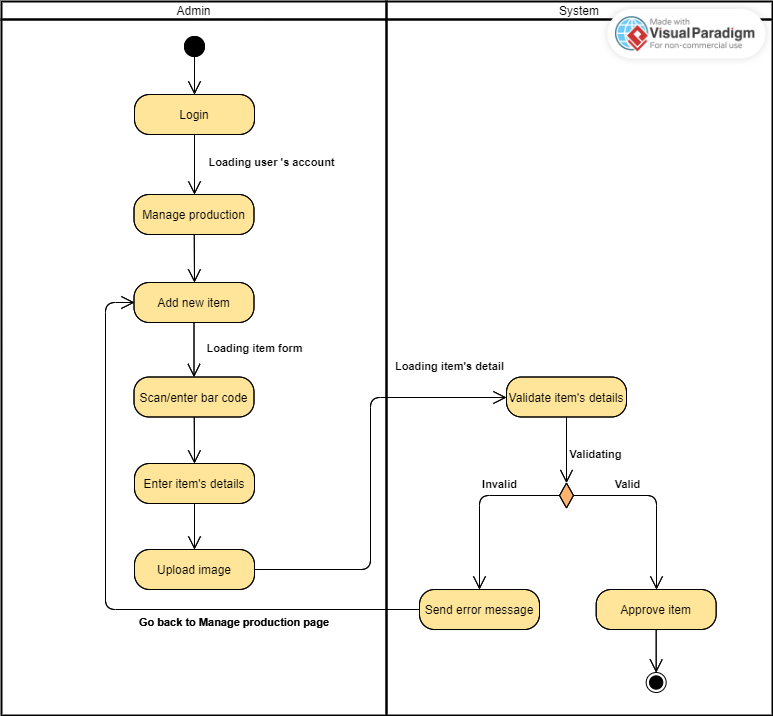 Admin
System
Made with
VisualParadigm
For non-commercial use
Login
Loading user 's account
Manage production
Add new item
Loading item form
Loading item's detail
Scan/enter bar code
Validate item's details
Validating
Enter item's details
Invalid
Valid
Upload image
Send error message
Approve item
Go back to Manage production page